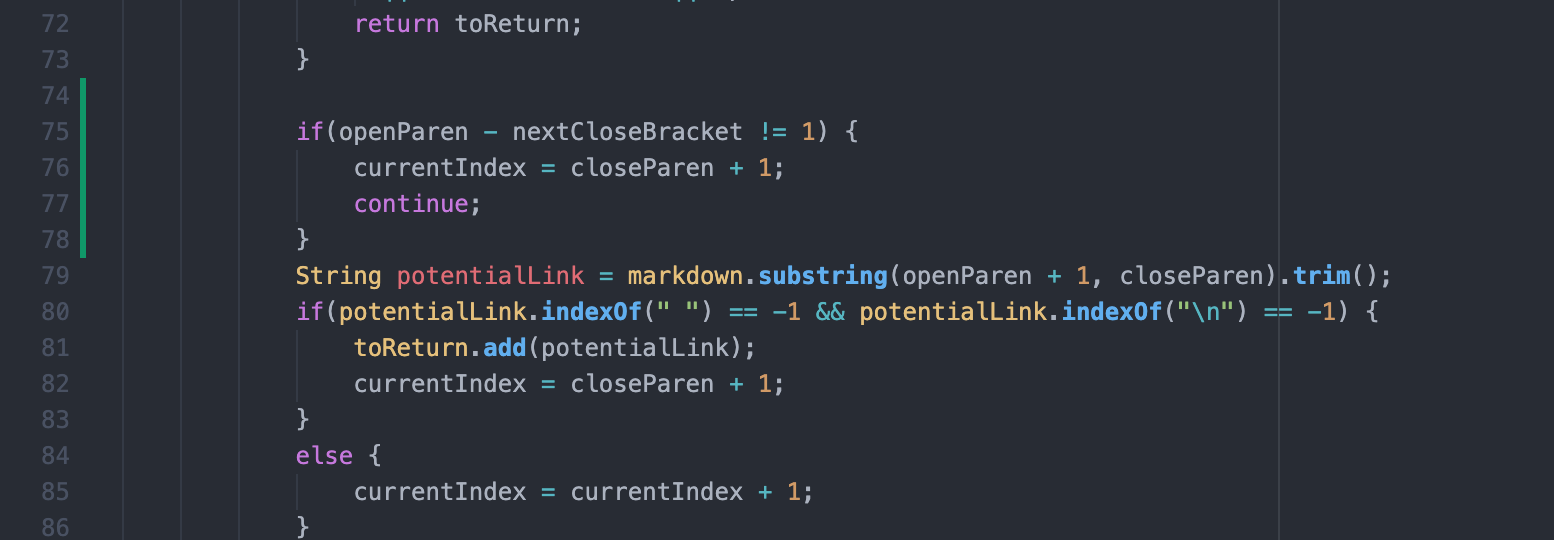 72 return toReturn;
73 }
74
75 if(openParen - nextCloseBracket != 1) {
76 currentIndex = closeParen + 1;
77 continue;
78 }
79 String potentialLink = markdown.substring(openParen + 1, closeParen).trim();
80 if(potentialLink.indexOf(" ") == -1 && potentialLink.indexOf("\n") == -1) {
81 toReturn.add(potentialLink);
82 currentIndex = closeParen + 1;
83 }
84 else {
85 currentIndex = currentIndex + 1;
86 }